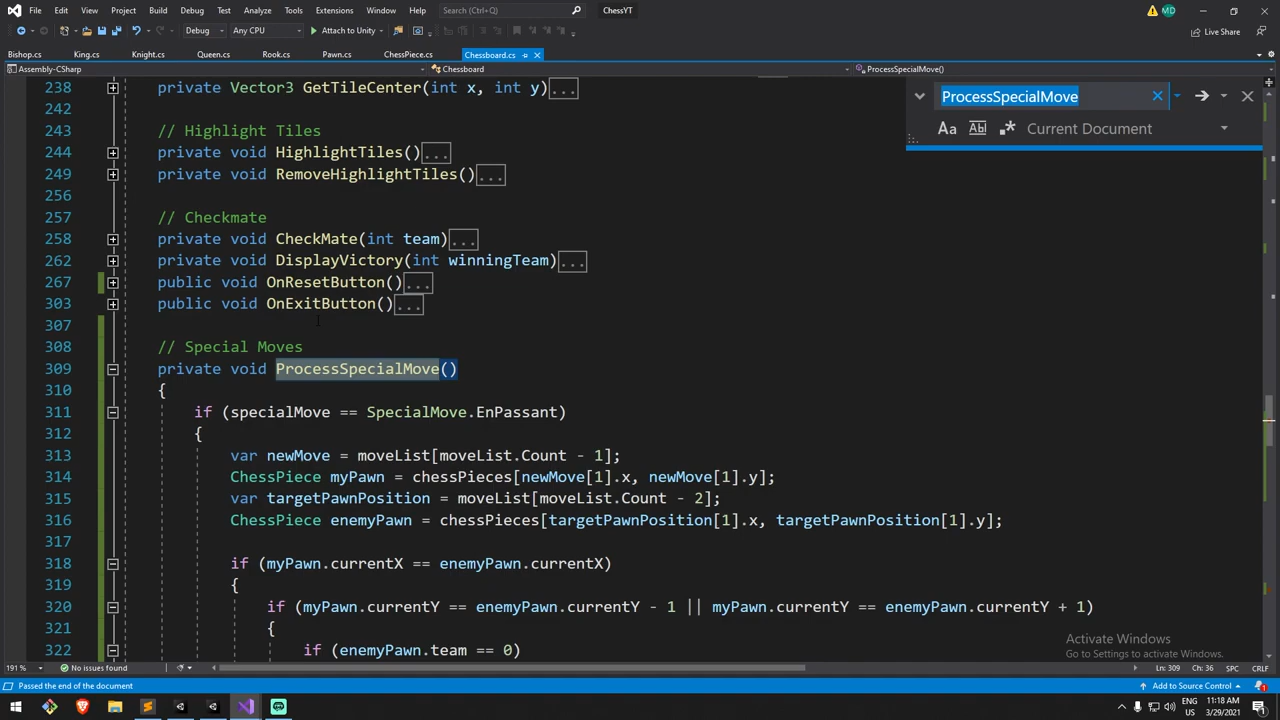 File Edit View Project Build Debug Test Analyze Tools Extensions Window Help Search (Ctrl+Q) ChessYT MD
Debug Any CPU Attach to Unity Live Share
Bishop.cs King.cs Knight.cs Queen.cs Rook.cs Pawn.cs ChessPiece.cs Chessboard.cs
Assembly-CSharp Chessboard ProcessSpecialMove()
ProcessSpecialMove
Aa Ab Current Document
238 private Vector3 GetTileCenter(int x, int y)...
242
243 // Highlight Tiles
244 private void HighlightTiles()...
249 private void RemoveHighlightTiles()...
256
257 // Checkmate
258 private void CheckMate(int team)...
262 private void DisplayVictory(int winningTeam)...
267 public void OnResetButton()...
303 public void OnExitButton()...
307
308 // Special Moves
309 private void ProcessSpecialMove()
310 {
311 if (specialMove == SpecialMove.EnPassant)
312 {
313 var newMove = moveList[moveList.Count - 1];
314 ChessPiece myPawn = chessPieces[newMove[1].x, newMove[1].y];
315 var targetPawnPosition = moveList[moveList.Count - 2];
316 ChessPiece enemyPawn = chessPieces[targetPawnPosition[1].x, targetPawnPosition[1].y];
317
318 if (myPawn.currentX == enemyPawn.currentX)
319 {
320 if (myPawn.currentY == enemyPawn.currentY - 1 || myPawn.currentY == enemyPawn.currentY + 1)
321 {
322 if (enemyPawn.team == 0)
Activate Windows
Go to Settings to activate Windows.
191 % No issues found Ln: 309 Ch: 36 SPC CRLF
Passed the end of the document Add to Source Control 1
ENG 11:18 AM
US 3/29/2021